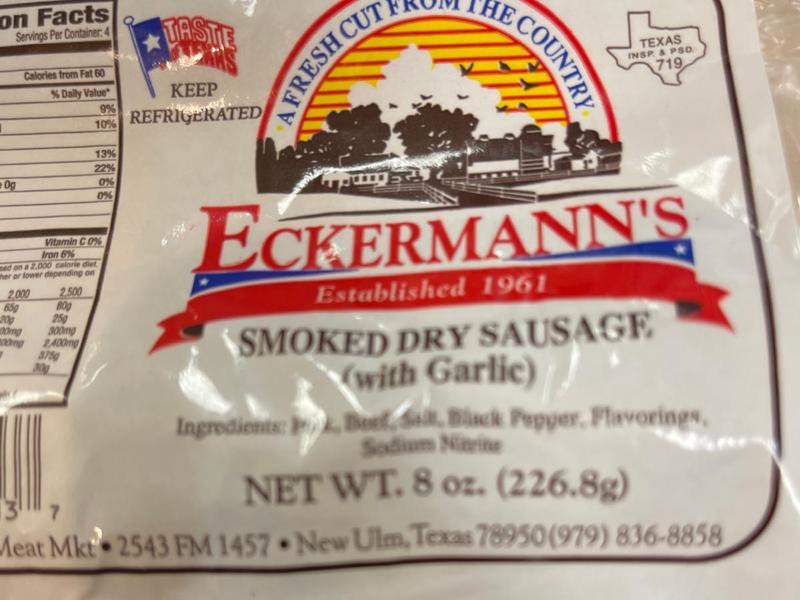 on Facts
Servings Per Container: 4
Calories from Fat 60
% Daily Value*
9%
10%
13%
22%
0g 0%
0%
Vitamin C 0%
Iron 6%
sed on a 2,000 calorie diet.
her or lower depending on
2,000 2,500
65g 80g
20g 25g
00mg 300mg
00mg 2,400mg
375g
30g
3 7
TASTE
KEEP
REFRIGERATED
A FRESH CUT FROM THE COUNTRY
TEXAS
INSP. & PSD.
719
ECKERMANN'S
Established 1961
SMOKED DRY SAUSAGE
(with Garlic)
Ingredients: Pork, Beef, Salt, Black Pepper, Flavorings,
Sodium Nitrite
NET WT. 8 oz. (226.8g)
Meat Mkt • 2543 FM 1457 • New Ulm, Texas 78950 (979) 836-8858